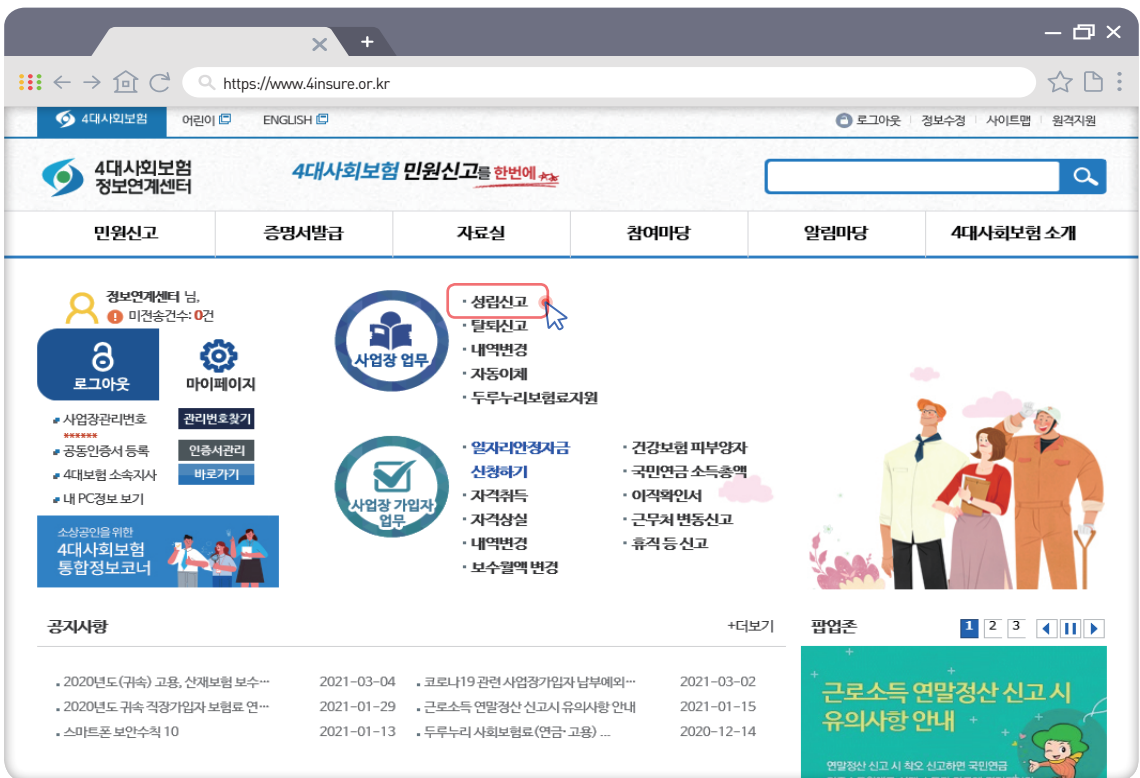 https://www.4insure.or.kr
4대사회보험 어린이 ENGLISH 로그아웃 정보수정 사이트맵 원격지원
4대사회보험
정보연계센터
4대사회보험 민원신고를 한번에
민원신고 증명서발급 자료실 참여마당 알림마당 4대사회보험 소개
정보연계센터 님,
미전송건수: 0건
로그아웃 마이페이지
사업장관리번호 관리번호찾기
******
공동인증서 등록 인증서관리
4대보험 소속지사 바로가기
내 PC정보 보기
소상공인을 위한
4대사회보험
통합정보코너
사업장 업무
· 성립신고
· 탈퇴신고
· 내역변경
· 자동이체
· 두루누리보험료지원
사업장 가입자
업무
· 일자리안정자금
신청하기
· 자격취득
· 자격상실
· 내역변경
· 보수월액 변경
· 건강보험 피부양자
· 국민연금 소득총액
· 이직확인서
· 근무처 변동신고
· 휴직 등 신고
공지사항 +더보기
2020년도(귀속) 고용, 산재보험 보수··· 2021-03-04
2020년도 귀속 직장가입자 보험료 연··· 2021-01-29
스마트폰 보안수칙 10 2021-01-13
코로나19 관련 사업장가입자 납부예외··· 2021-03-02
근로소득 연말정산 신고시 유의사항 안내 2021-01-15
두루누리 사회보험료(연금·고용) ... 2020-12-14
팝업존 1 2 3
근로소득 연말정산 신고 시
유의사항 안내
연말정산 신고 시 착오 신고하면 국민연금